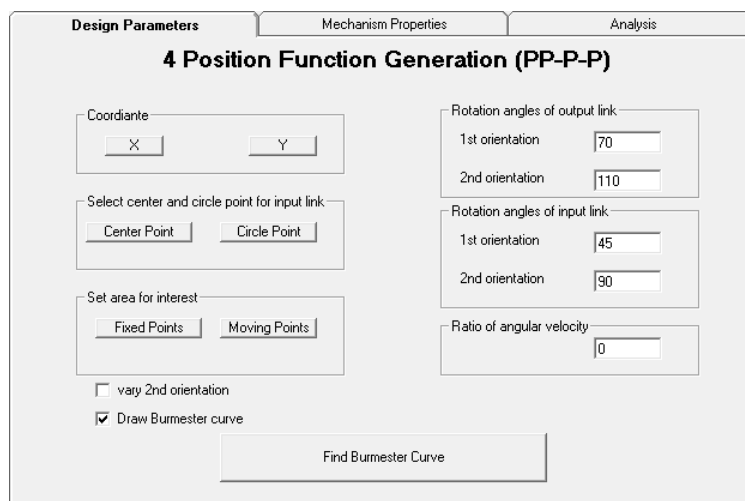 Design Parameters
Mechanism Properties
Analysis
4 Position Function Generation (PP-P-P)
Coordiante
X
Y
Select center and circle point for input link
Center Point
Circle Point
Set area for interest
Fixed Points
Moving Points
vary 2nd orientation
Draw Burmester curve
Rotation angles of output link
1st orientation
70
2nd orientation
110
Rotation angles of input link
1st orientation
45
2nd orientation
90
Ratio of angular velocity
0
Find Burmester Curve